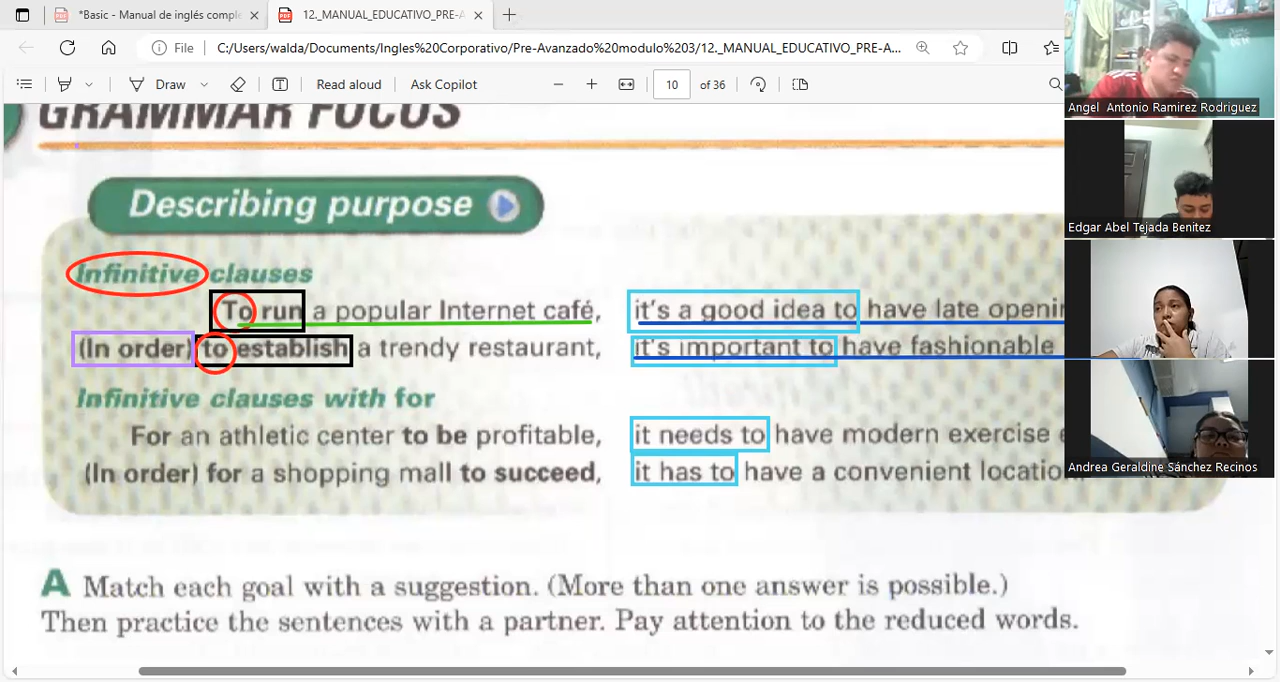 *Basic - Manual de inglés comple
12._MANUAL_EDUCATIVO_PRE-A
File
C:/Users/walda/Documents/Ingles%20Corporativo/Pre-Avanzado%20modulo%203/12._MANUAL_EDUCATIVO_PRE-A...
Draw
Read aloud
Ask Copilot
10 of 36
GRAMMAR FOCUS
Describing purpose
Infinitive clauses
To run a popular Internet café, it's a good idea to have late openin
(In order) to establish a trendy restaurant, it's important to have fashionable
Infinitive clauses with for
For an athletic center to be profitable, it needs to have modern exercise e
(In order) for a shopping mall to succeed, it has to have a convenient locatio
A Match each goal with a suggestion. (More than one answer is possible.)
Then practice the sentences with a partner. Pay attention to the reduced words.
Angel Antonio Ramirez Rodriguez
Edgar Abel Tejada Benitez
Andrea Geraldine Sánchez Recinos